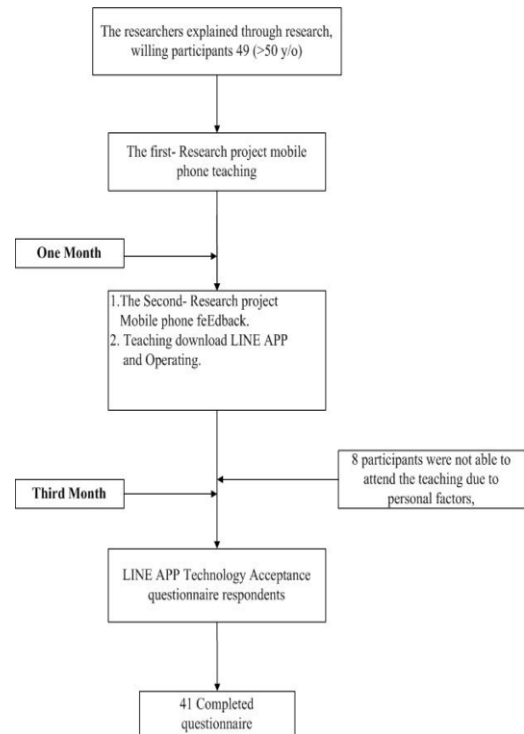 The researchers explained through research,
willing participants 49 (>50 y/o)
The first- Research project mobile
phone teaching
One Month
1.The Second- Research project
Mobile phone feEdback.
2. Teaching download LINE APP
and Operating.
8 participants were not able to
attend the teaching due to
personal factors,
Third Month
LINE APP Technology Acceptance
questionnaire respondents
41 Completed
questionnaire